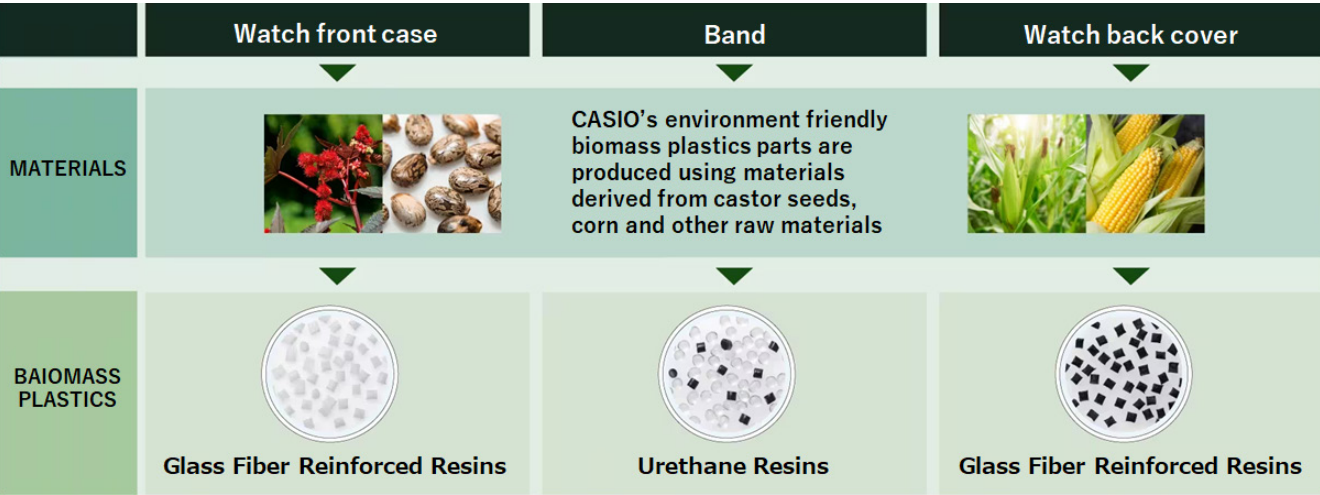 Watch front case
Band
Watch back cover
MATERIALS
CASIO’s environment friendly
biomass plastics parts are
produced using materials
derived from castor seeds,
corn and other raw materials
BAIOMASS
PLASTICS
Glass Fiber Reinforced Resins
Urethane Resins
Glass Fiber Reinforced Resins